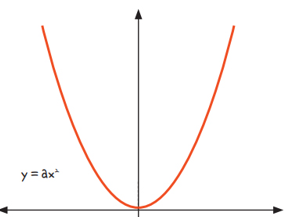 y = ax²